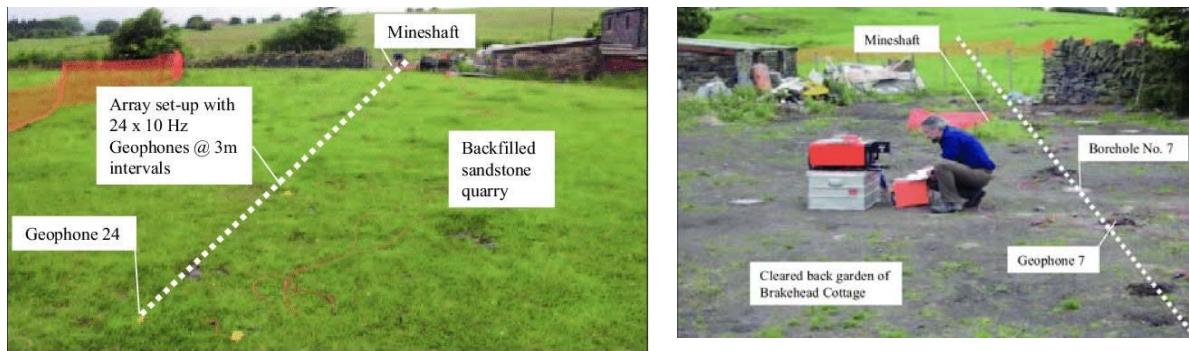 Mineshaft
Array set-up with
24 x 10 Hz
Geophones @ 3m
intervals
Backfilled
sandstone
quarry
Geophone 24
Mineshaft
Borehole No. 7
Geophone 7
Cleared back garden of
Brakehead Cottage